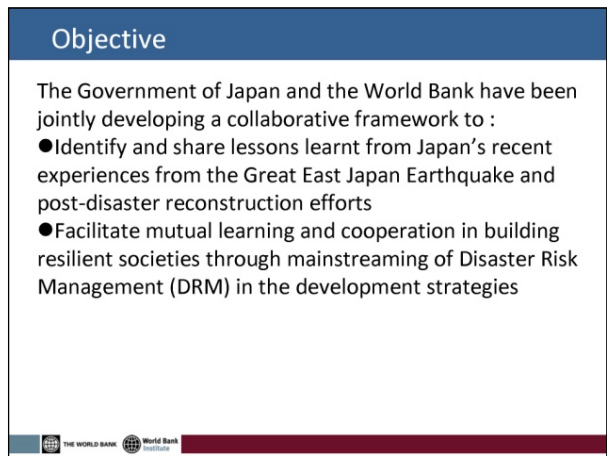 Objective
The Government of Japan and the World Bank have been
jointly developing a collaborative framework to :
●Identify and share lessons learnt from Japan’s recent
experiences from the Great East Japan Earthquake and
post-disaster reconstruction efforts
●Facilitate mutual learning and cooperation in building
resilient societies through mainstreaming of Disaster Risk
Management (DRM) in the development strategies
THE WORLD BANK World Bank
Institute